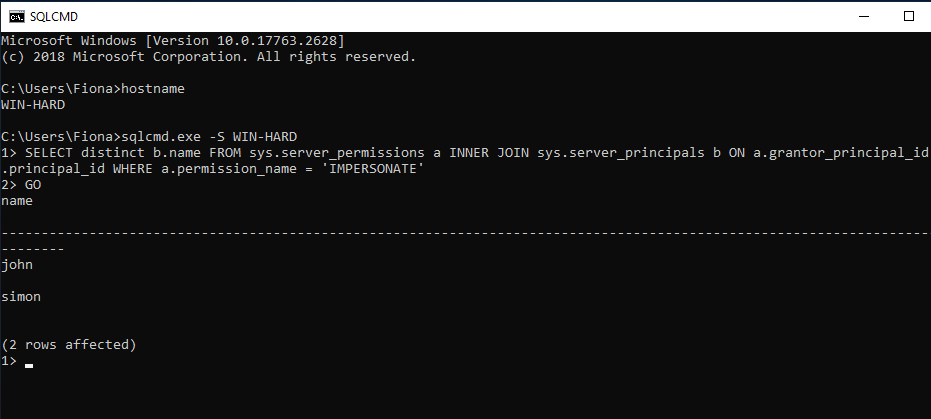 SQLCMD
Microsoft Windows [Version 10.0.17763.2628]
(c) 2018 Microsoft Corporation. All rights reserved.
C:\Users\Fiona>hostname
WIN-HARD
C:\Users\Fiona>sqlcmd.exe -S WIN-HARD
1> SELECT distinct b.name FROM sys.server_permissions a INNER JOIN sys.server_principals b ON a.grantor_principal_id
.principal_id WHERE a.permission_name = 'IMPERSONATE'
2> GO
name
--------------------------------------------------------------------------------------------------------------------
--------
john
simon
(2 rows affected)
1>